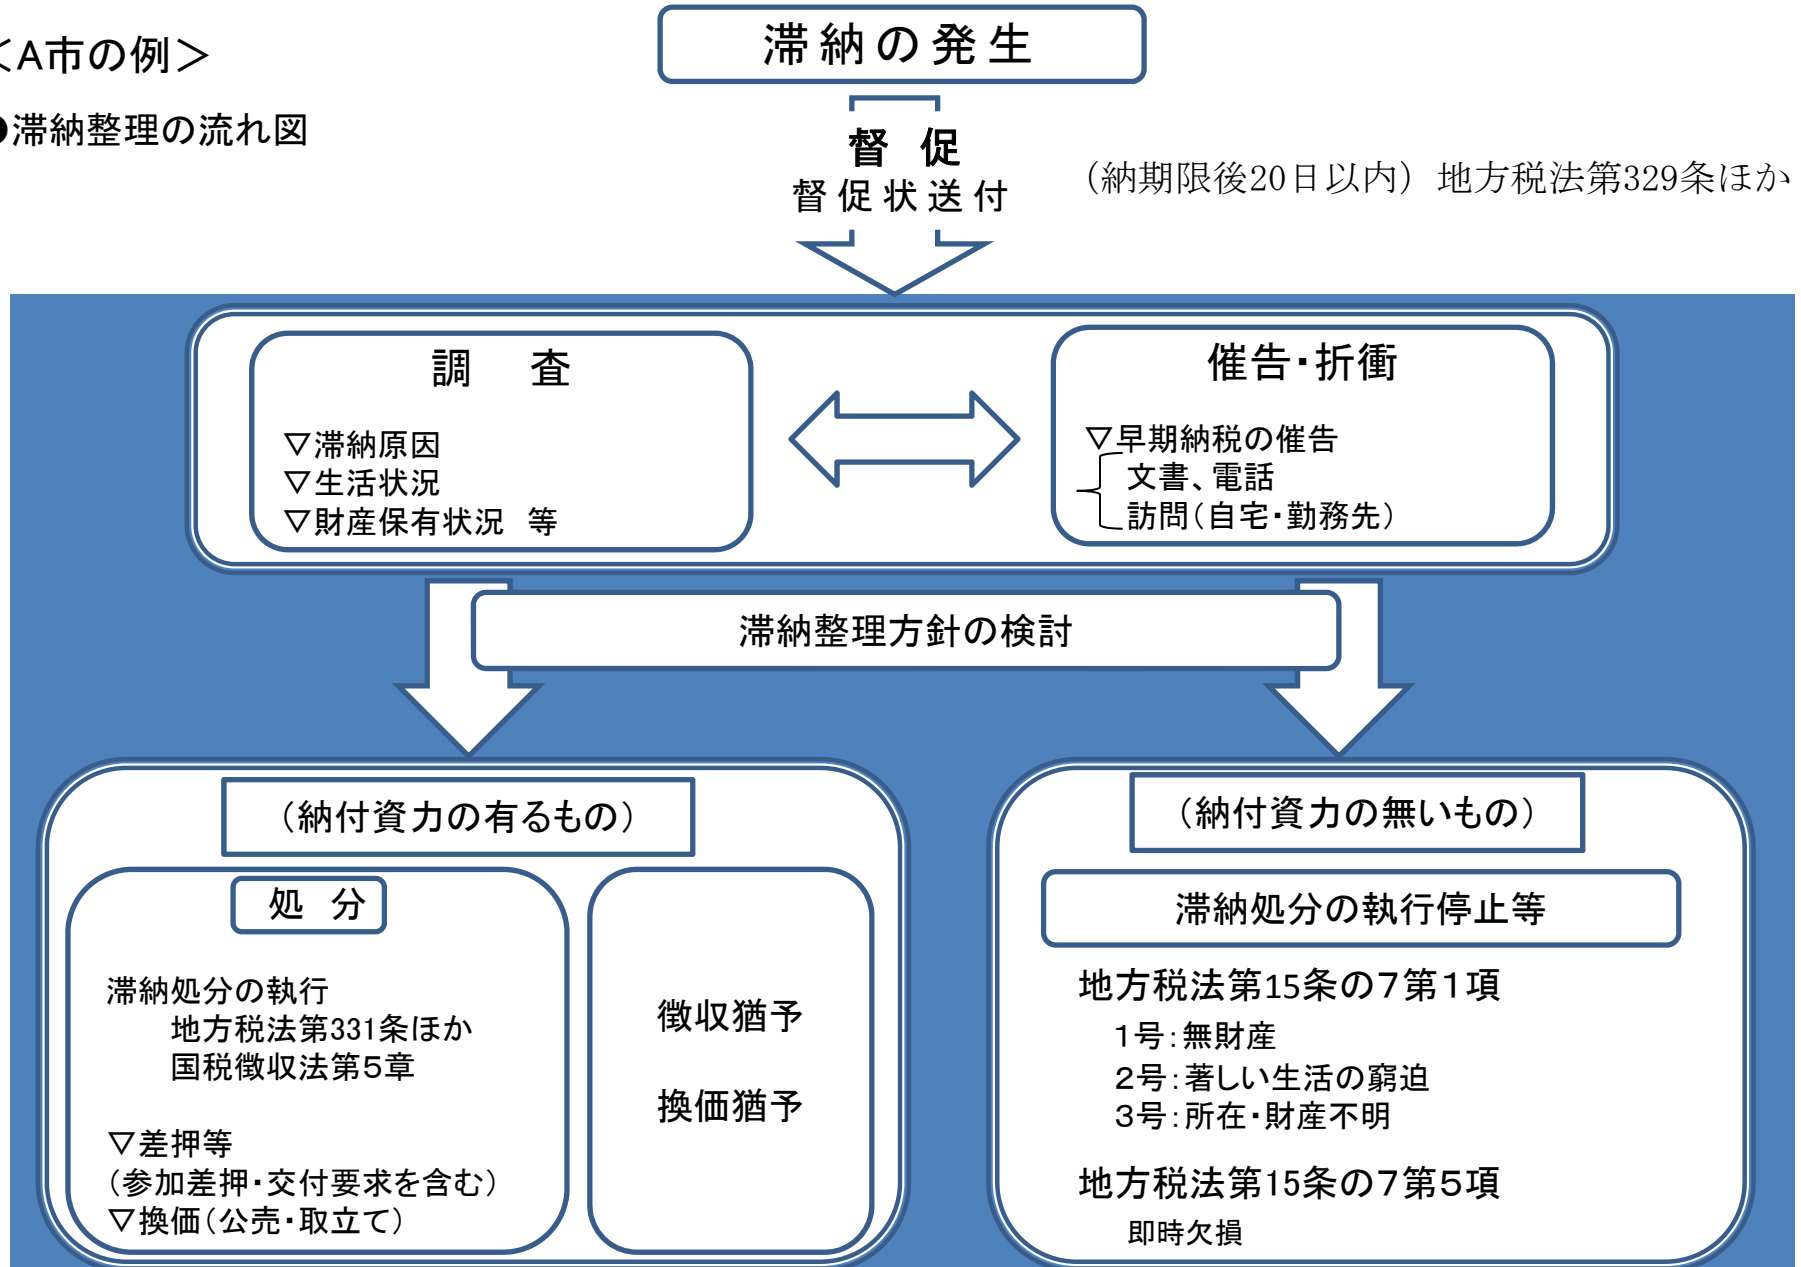 ＜A市の例＞
●滞納整理の流れ図
滞納の発生
督 促
督促状送付
（納期限後20日以内）地方税法第329条ほか
調　査
▽滞納原因
▽生活状況
▽財産保有状況　等
催告・折衝
▽早期納税の催告
文書、電話
訪問（自宅・勤務先）
滞納整理方針の検討
（納付資力の有るもの）
処 分
滞納処分の執行
地方税法第331条ほか
国税徴収法第５章
▽差押等
（参加差押・交付要求を含む）
▽換価（公売・取立て）
徴収猶予
換価猶予
（納付資力の無いもの）
滞納処分の執行停止等
地方税法第15条の７第１項
１号：無財産
２号：著しい生活の窮迫
３号：所在・財産不明
地方税法第15条の７第５項
即時欠損